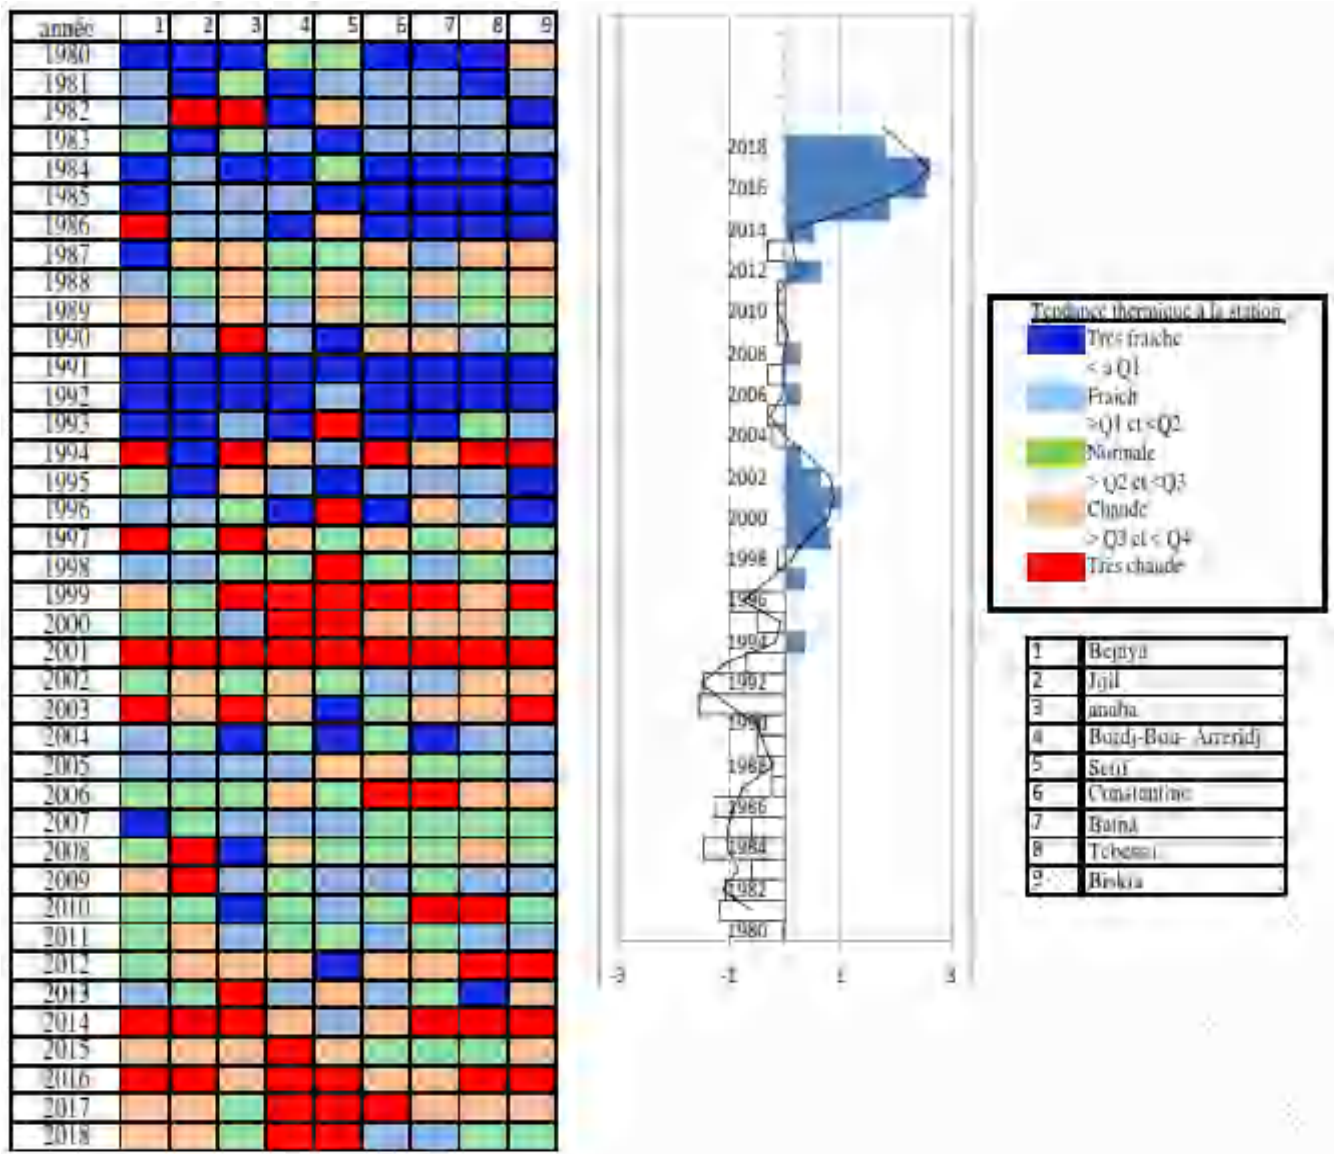 année 1 2 3 4 5 6 7 8 9
1980
1981
1982
1983
1984
1985
1986
1987
1988
1989
1990
1991
1992
1993
1994
1995
1996
1997
1998
1999
2000
2001
2002
2003
2004
2005
2006
2007
2008
2009
2010
2011
2012
2013
2014
2015
2016
2017
2018
2018
2016
2014
2012
2010
2008
2006
2004
2002
2000
1998
1996
1994
1992
1990
1988
1986
1984
1982
1980
-3 -1 1 3
Tendance thermique à la station
Très fraiche
< à Q1
>Q1 et <Q2
Normale
> Q2 et <Q3
Chaude
> Q3 et < Q4
Très chaude
1 Bejaya
2 Jijil
3 anaba
4 Bordj-Bou- Arreridj
5 Setif
6 Constantine
7 Batna
8 Tebessa
9 Biskra